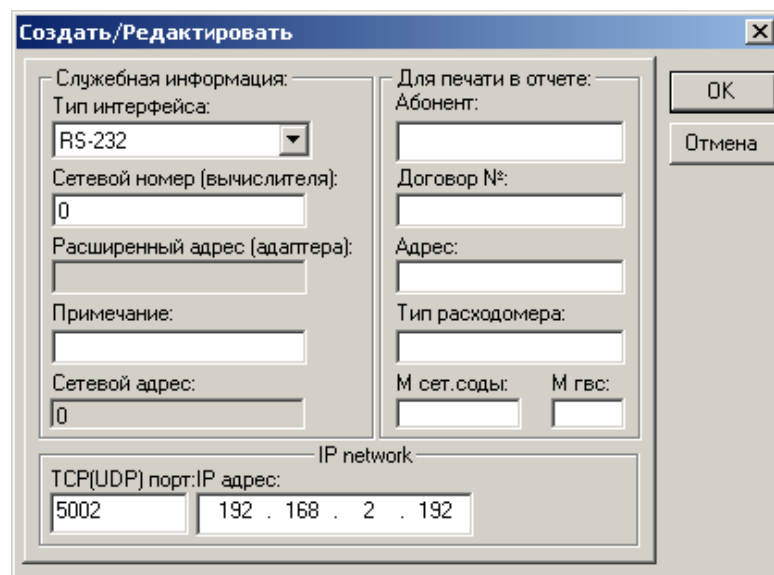 Создать/Редактировать
Служебная информация:
Тип интерфейса:
RS-232
Сетевой номер (вычислителя):
0
Расширенный адрес (адаптера):
Примечание:
Сетевой адрес:
0
Для печати в отчете:
Абонент:
Договор №:
Адрес:
Тип расходомера:
М сет.соды: М гвс:
OK
Отмена
IP network
TCP(UDP) порт: IP адрес:
5002 192 . 168 . 2 . 192